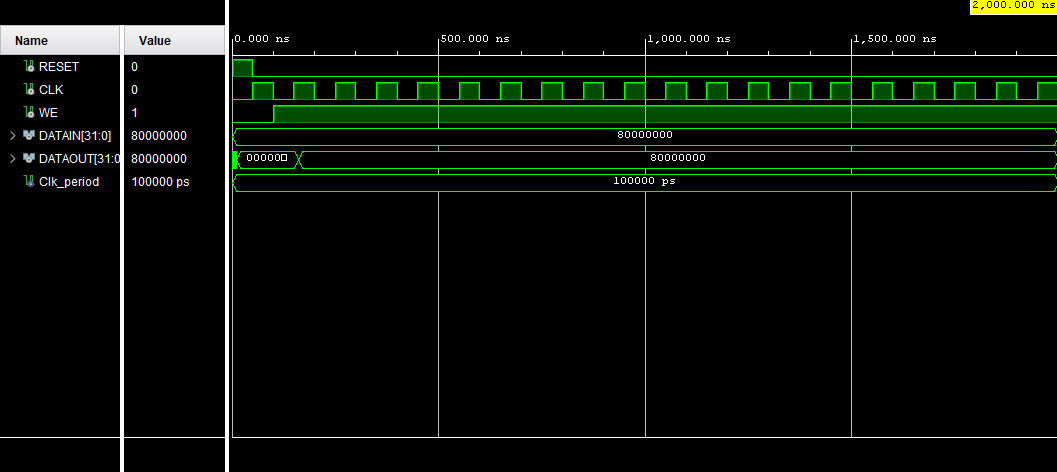 2,000.000 ns
Name Value
0.000 ns 500.000 ns 1,000.000 ns 1,500.000 ns
RESET 0
CLK 0
WE 1
DATAIN[31:0] 80000000 80000000
DATAOUT[31:0 80000000 00000 80000000
Clk_period 100000 ps 100000 ps